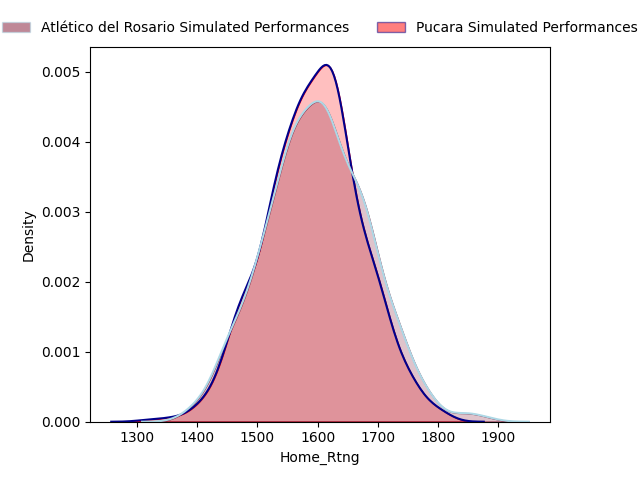 Atlético del Rosario Simulated Performances
Pucara Simulated Performances
0.005
0.004
0.003
0.002
0.001
0.000
Density
1300 1400 1500 1600 1700 1800 1900
Home_Rtng